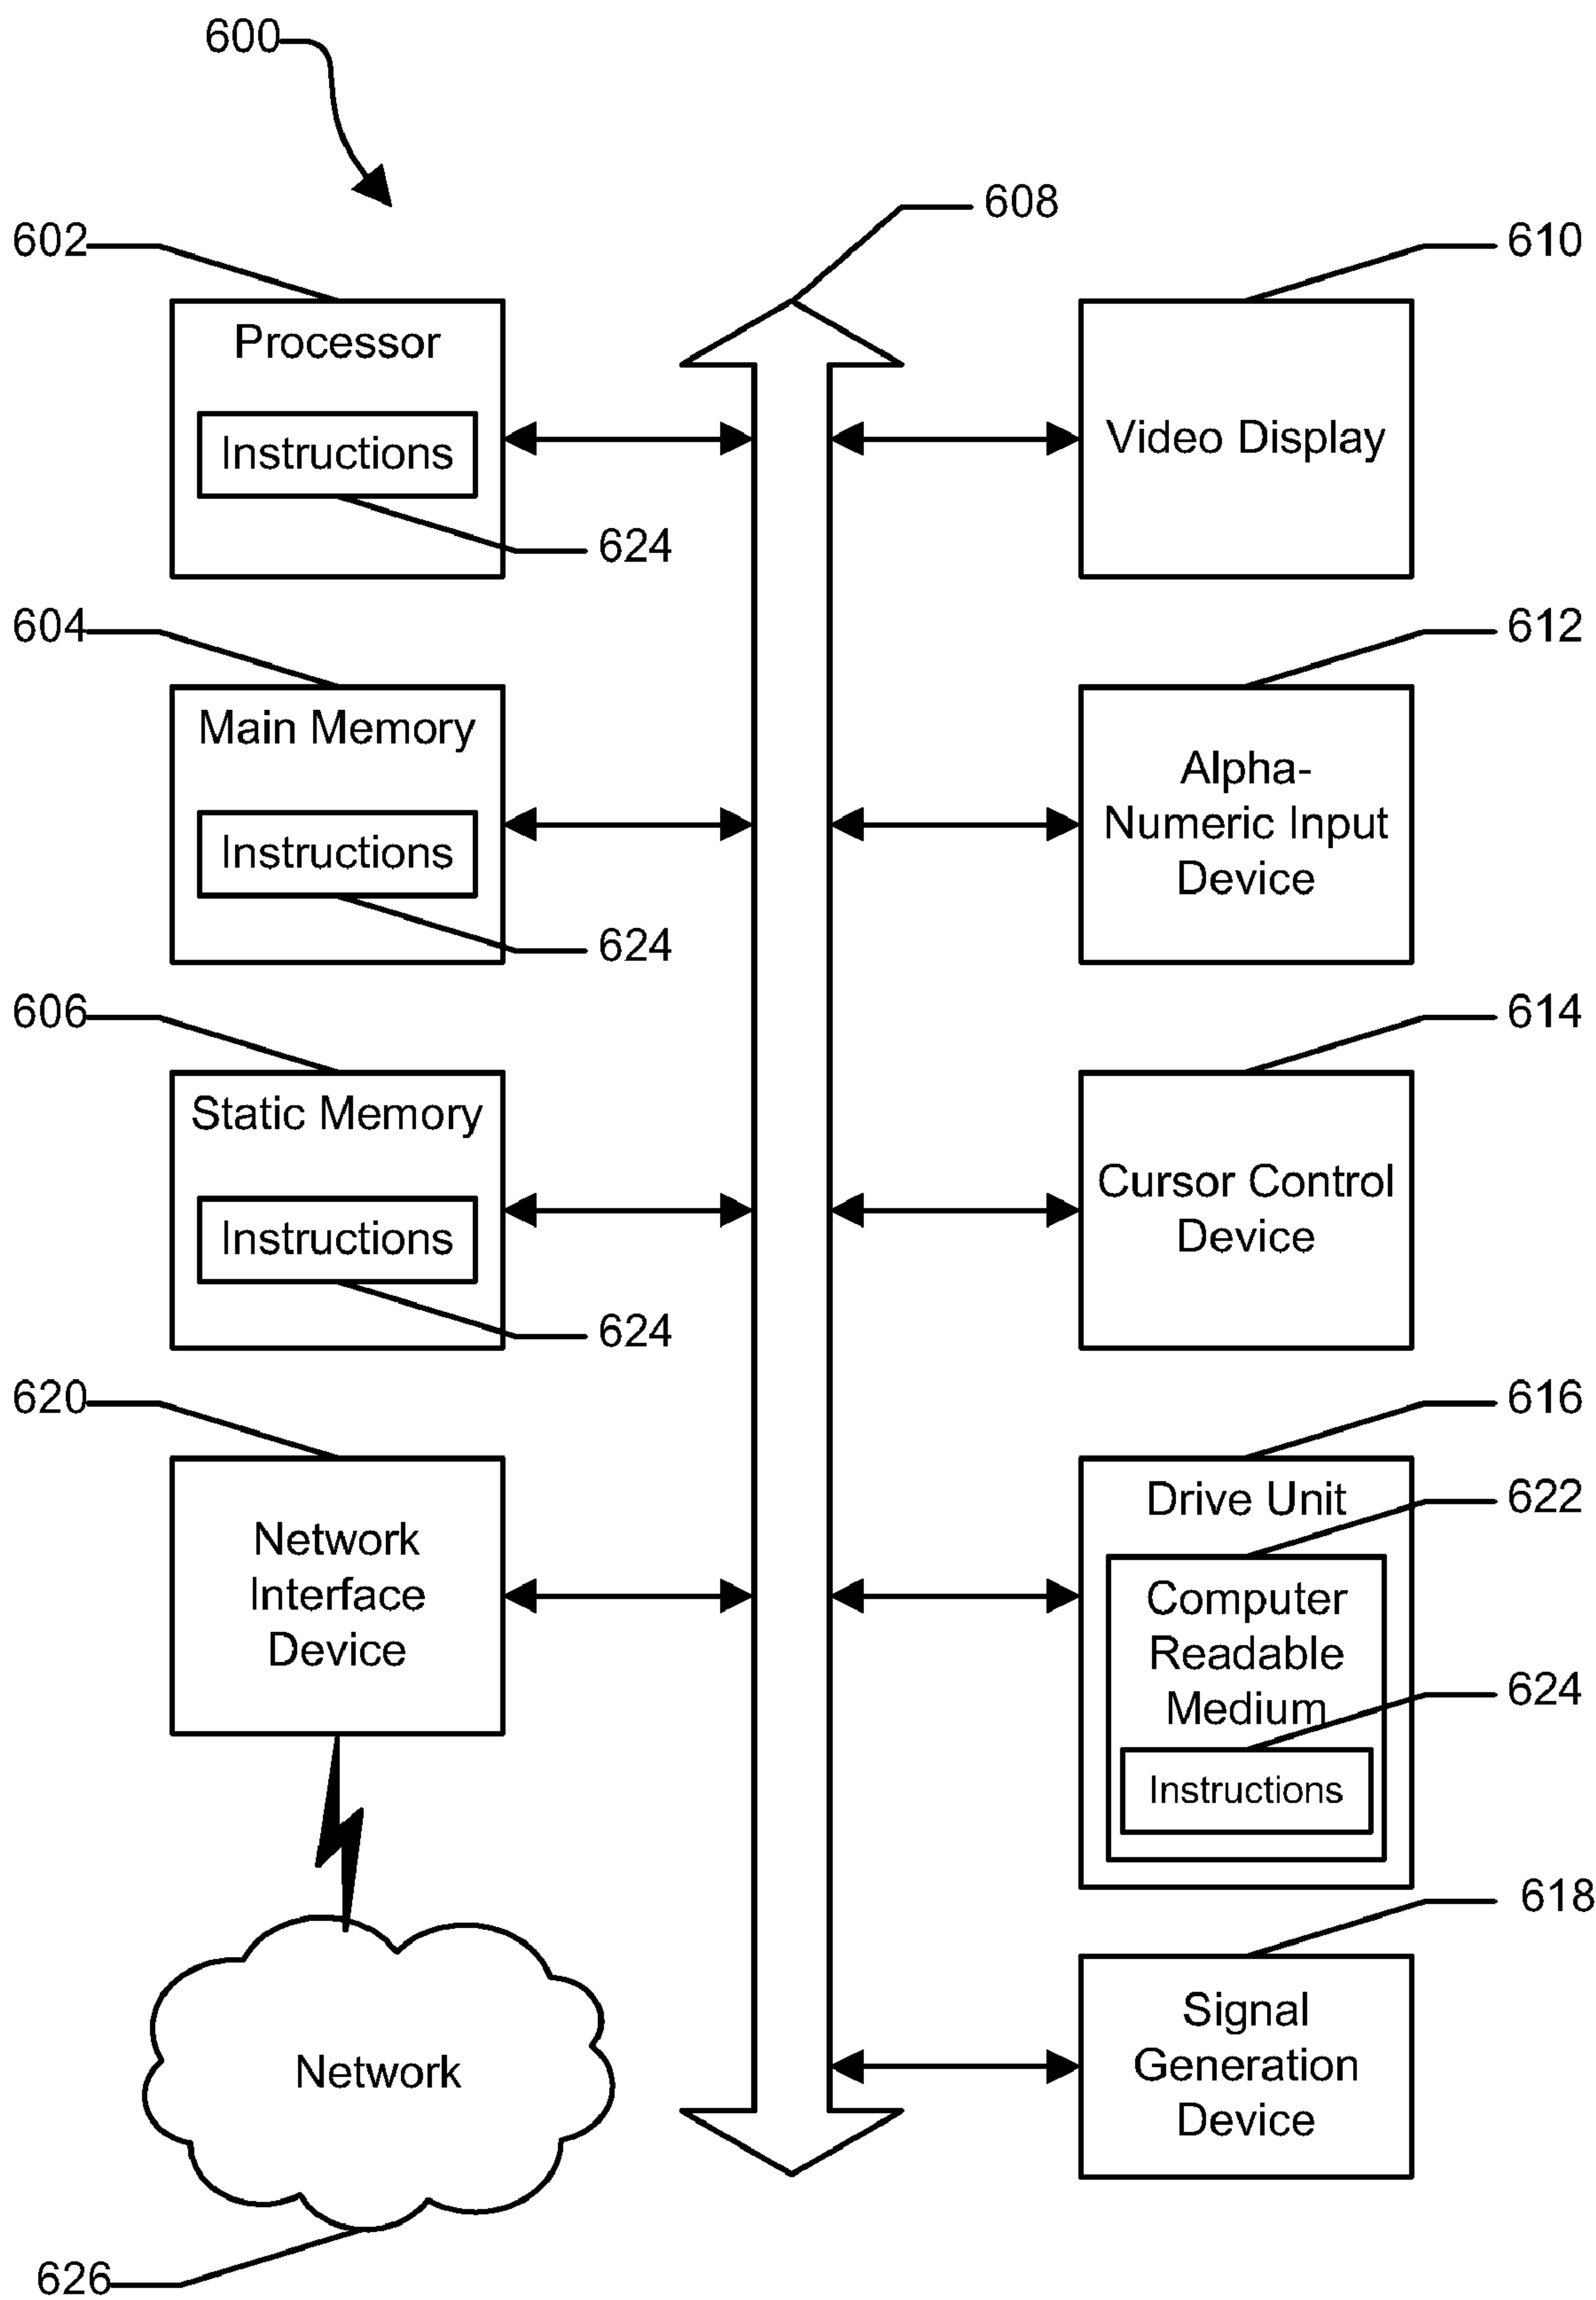 600
608
602
610
Processor
Instructions
624
Video Display
604
612
Main Memory
Instructions
624
Alpha-
Numeric Input
Device
606
614
Static Memory
Instructions
624
Cursor Control
Device
620
616
Network
Interface
Device
Drive Unit
622
Computer
Readable
Medium
624
Instructions
618
Network
Signal
Generation
Device
626